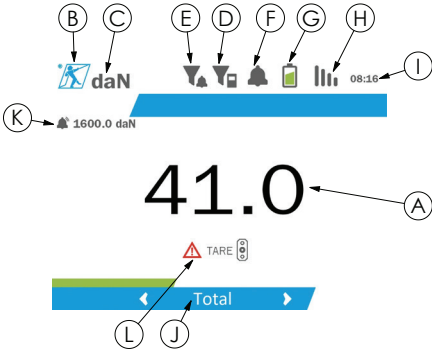 B C E D F G H
daN 08:16 I
K 1600.0 daN
41.0 A
TARE
Total
L J